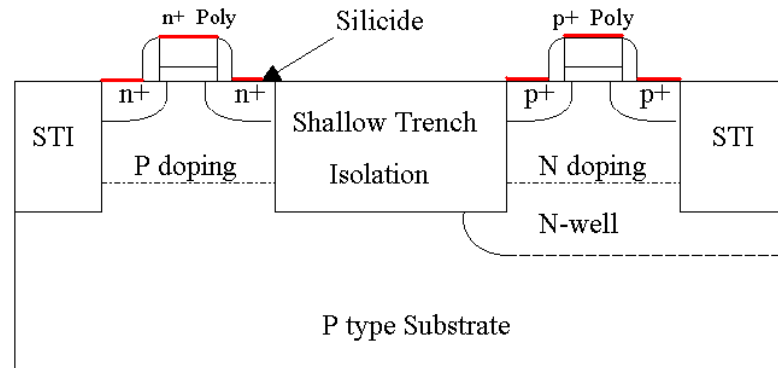 n+ Poly
Silicide
p+ Poly
n+
n+
p+
p+
STI
Shallow Trench
Isolation
STI
P doping
N doping
N-well
P type Substrate